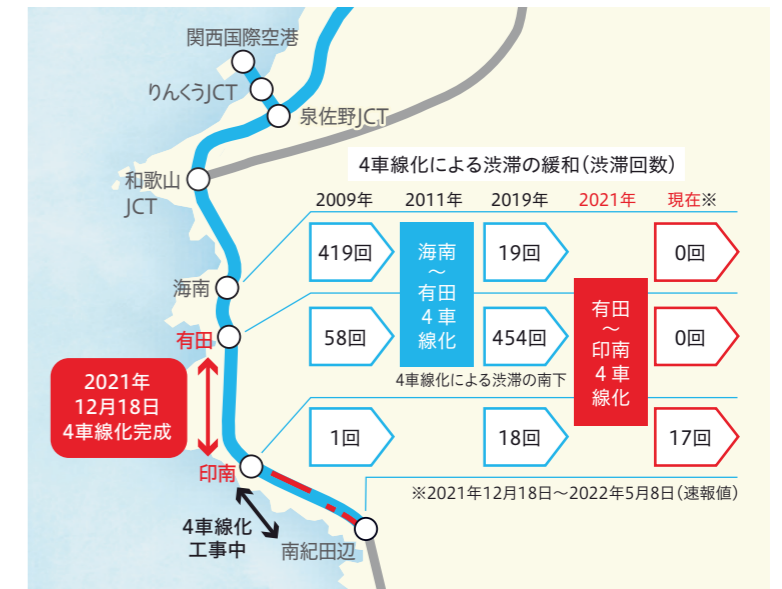 関西国際空港
りんくうJCT
泉佐野JCT
和歌山
JCT
海南
有田
2021年
12月18日
4車線化完成
印南
4車線化
工事中
南紀田辺
4車線化による渋滞の緩和（渋滞回数）
2009年 2011年 2019年 2021年 現在※
419回 19回 0回
海南
～
有田
4車
線化
58回 454回 0回
有田
～
印南
4車
線化
4車線化による渋滞の南下
1回 18回 17回
※2021年12月18日～2022年5月8日（速報値）